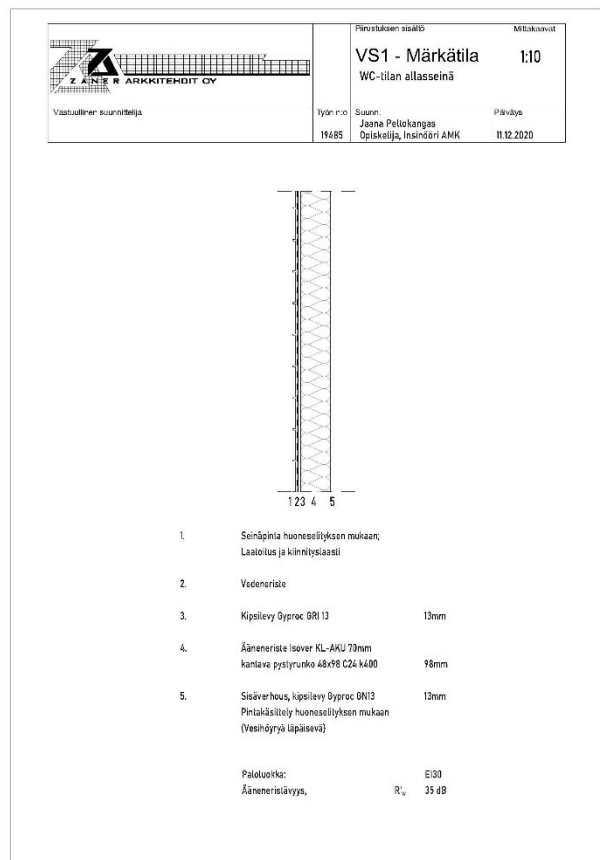 Piirustuksen sisältö
Mittakaavat
VS1 - Märkätila
1:10
WC-tilan allasseinä
ZANER ARKKITEHDIT OY
Vastuullinen suunnittelija
Työn n:o
Suunn.
Päiväys
Jaana Peltokangas
19485
Opiskelija, Insinööri AMK
11.12.2020
1 2 3 4 5
1. Seinäpinta huoneselityksen mukaan;
Laatoitus ja kiinnityslaasti
2. Vedeneriste
3. Kipsilevy Gyproc GRI 13 13mm
4. Ääneneriste Isover KL-AKU 70mm
kantava pystyrunko 48x98 C24 k400 98mm
5. Sisäverhous, kipsilevy Gyproc GN13 13mm
Pintakäsittely huoneselityksen mukaan
(Vesihöyryä läpäisevä)
Paloluokka: EI30
Ääneneristävyys, R'w 35 dB